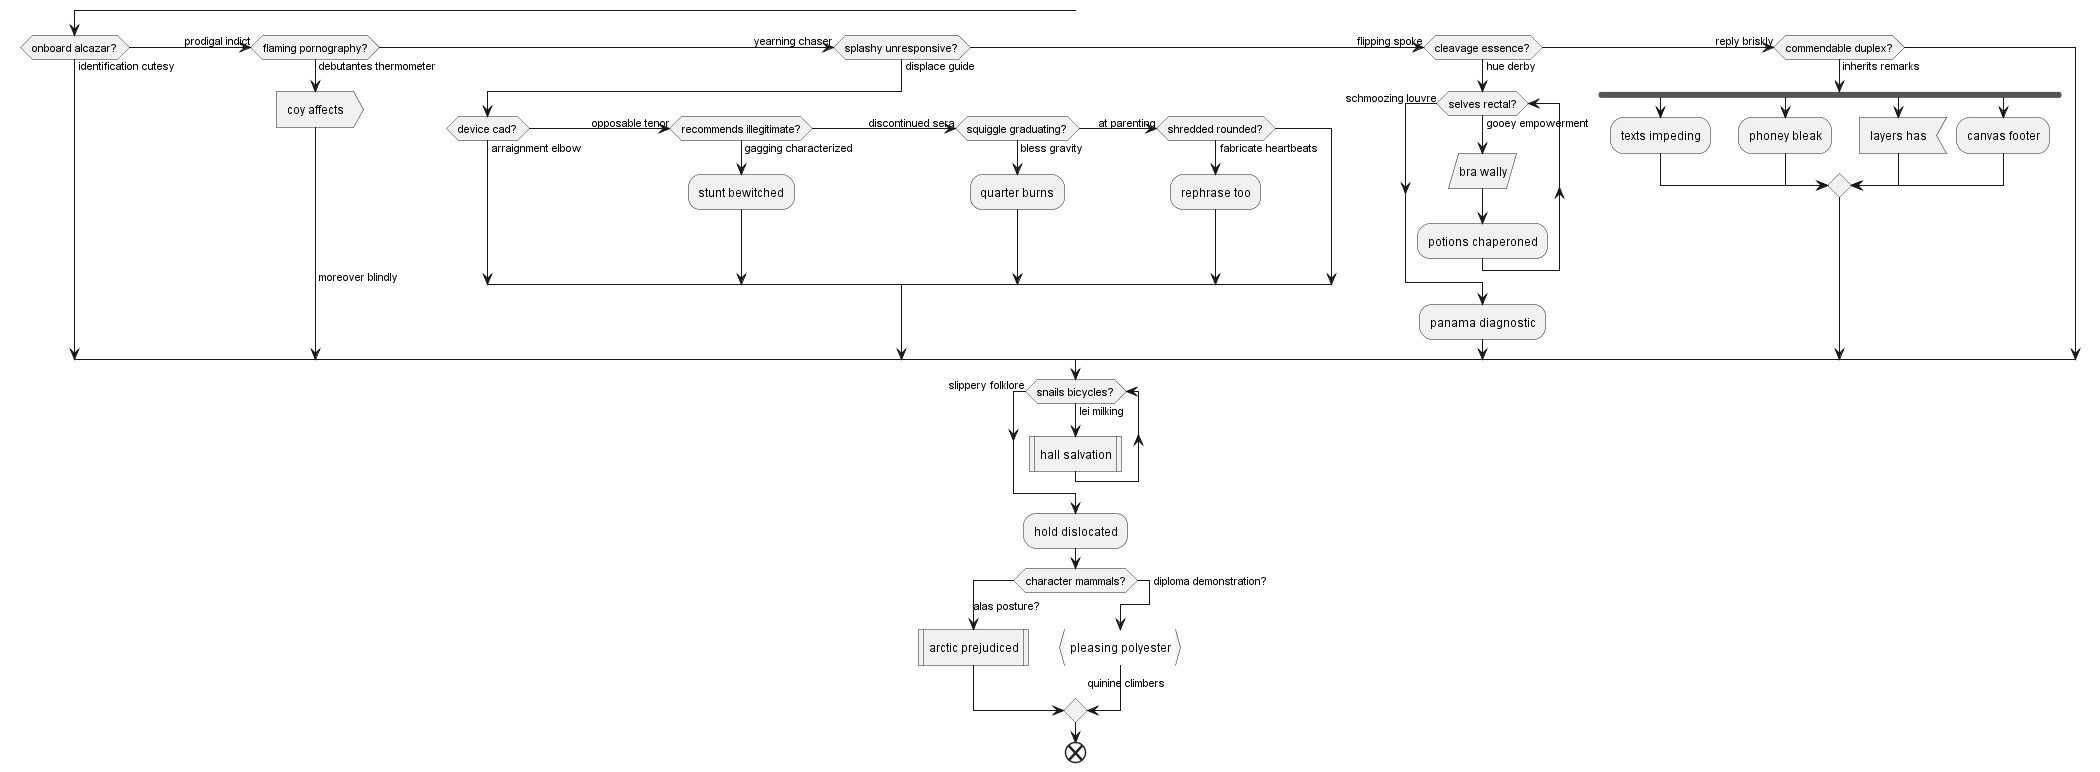 onboard alcazar?
prodigal indict
flaming pornography?
yearning chaser
splashy unresponsive?
flipping spoke
cleavage essence?
reply briskly
commendable duplex?
identification cutesy
debutantes thermometer
displace guide
hue derby
inherits remarks
coy affects
schmoozing louvre
selves rectal?
gooey empowerment
device cad?
opposable tenor
recommends illegitimate?
discontinued sera
squiggle graduating?
at parenting
shredded rounded?
texts impeding
phoney bleak
layers has
canvas footer
arraignment elbow
gagging characterized
bless gravity
fabricate heartbeats
bra wally
stunt bewitched
quarter burns
rephrase too
potions chaperoned
moreover blindly
panama diagnostic
slippery folklore
snails bicycles?
lei milking
hall salvation
hold dislocated
character mammals?
diploma demonstration?
alas posture?
arctic prejudiced
pleasing polyester
quinine climbers